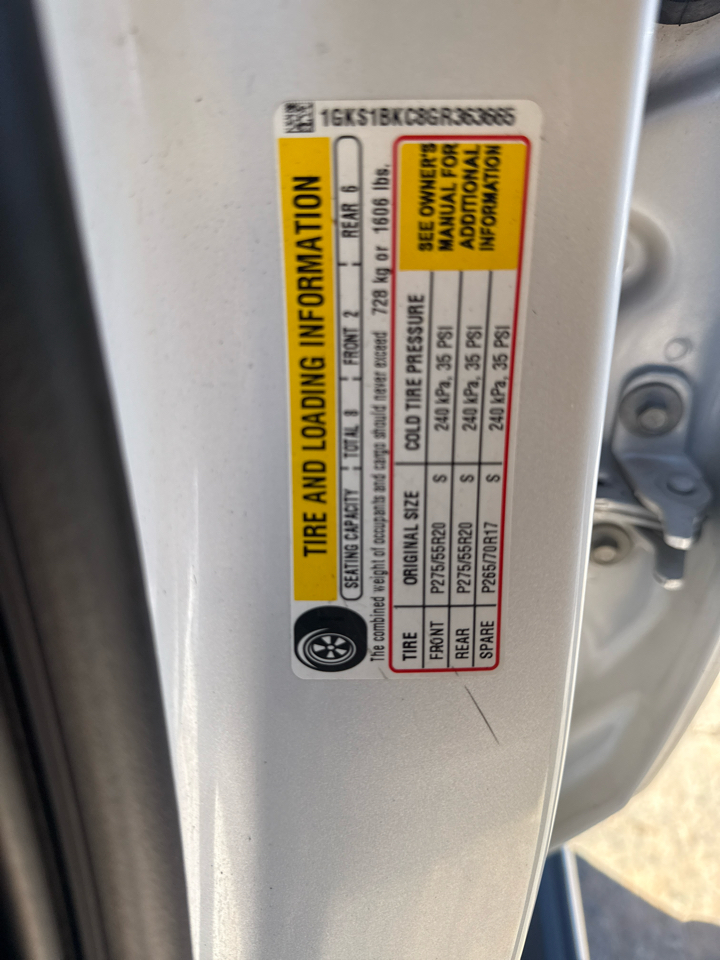 1GKS1BKC8GR363665
TIRE AND LOADING INFORMATION
SEATING CAPACITY TOTAL 8 FRONT 2 REAR 6
The combined weight of occupants and cargo should never exceed 728 kg or 1606 lbs.
TIRE ORIGINAL SIZE COLD TIRE PRESSURE
FRONT P275/55R20 S 240 kPa, 35 PSI
REAR P275/55R20 S 240 kPa, 35 PSI
SPARE P265/70R17 S 240 kPa, 35 PSI
SEE OWNER'S
MANUAL FOR
ADDITIONAL
INFORMATION